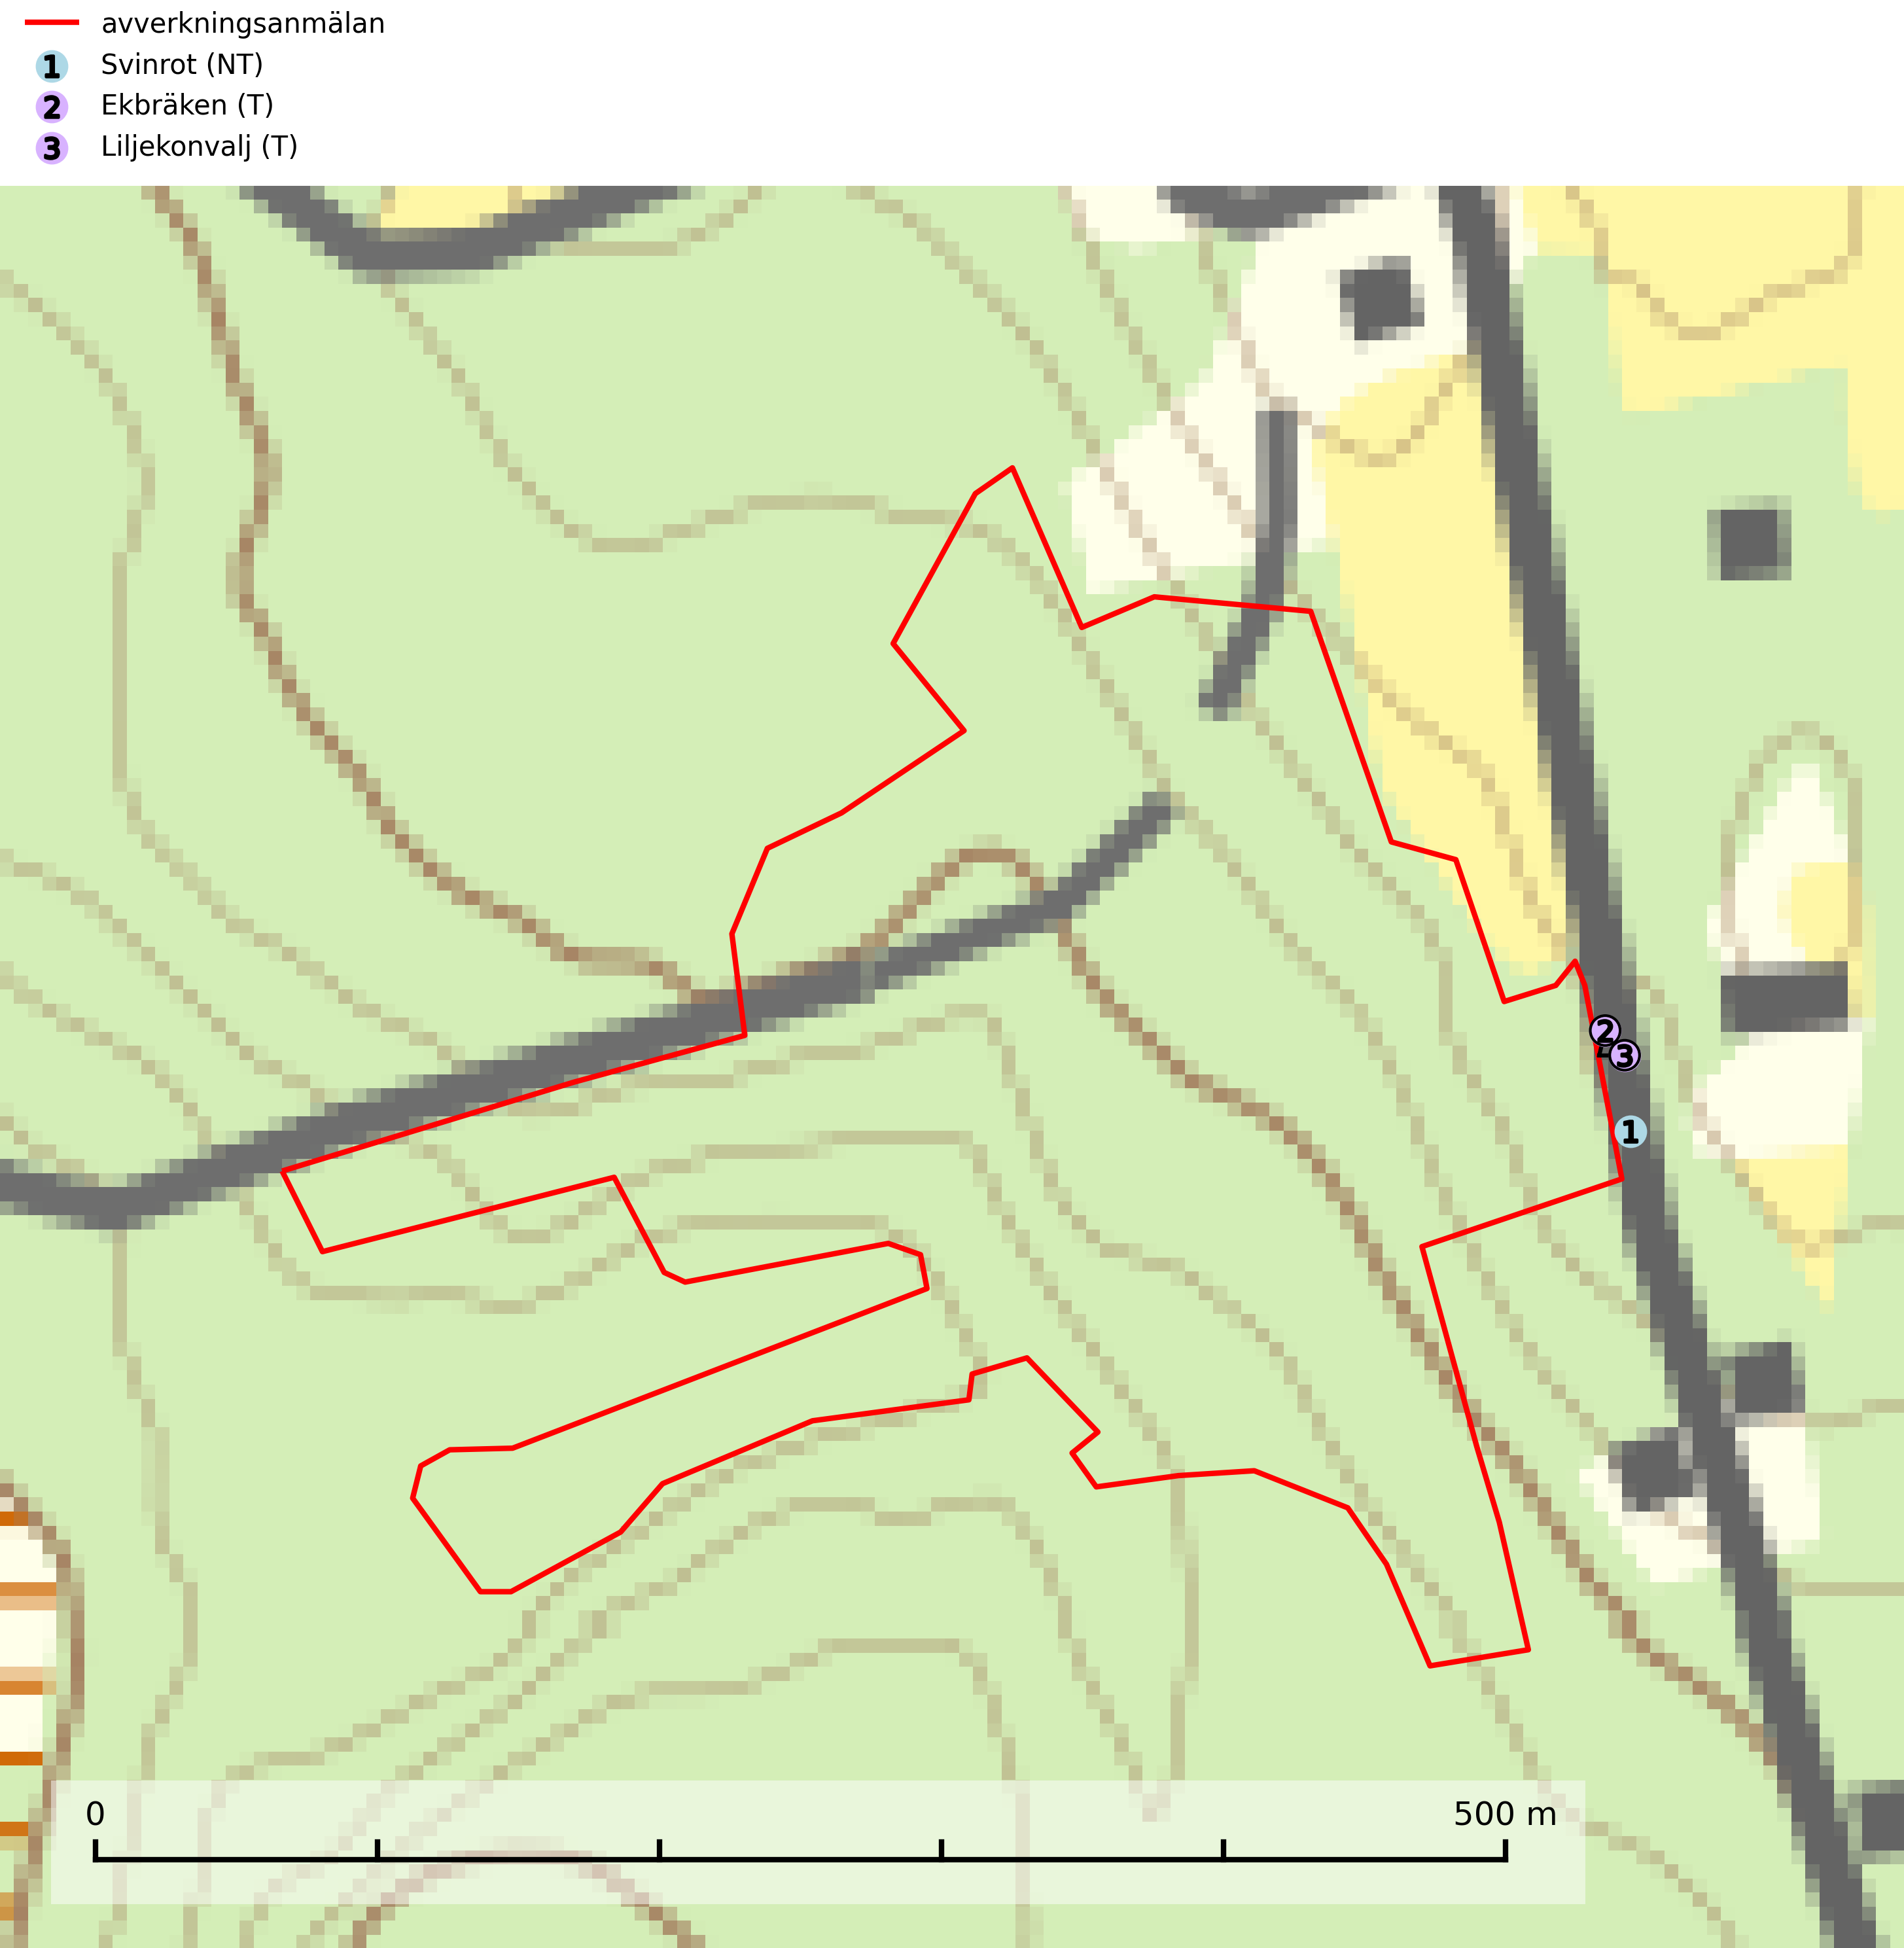 avverkningsanmälan
1 Svinrot (NT)
2 Ekbräken (T)
3 Liljekonvalj (T)
2
3
1
0 500 m